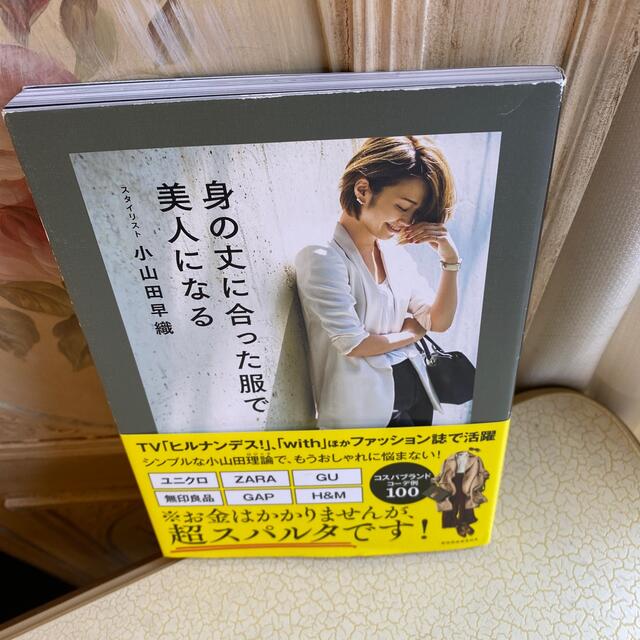 身の丈に合った服で
美人になる
スタイリスト 小山田早織
TV「ヒルナンデス!」、「with」ほかファッション誌で活躍
シンプルな小山田理論で、もうおしゃれに悩まない!
ユニクロ ZARA GU
無印良品 GAP H&M
コスパブランド
コーデ例
100
※お金はかかりませんが、
超スパルタです!